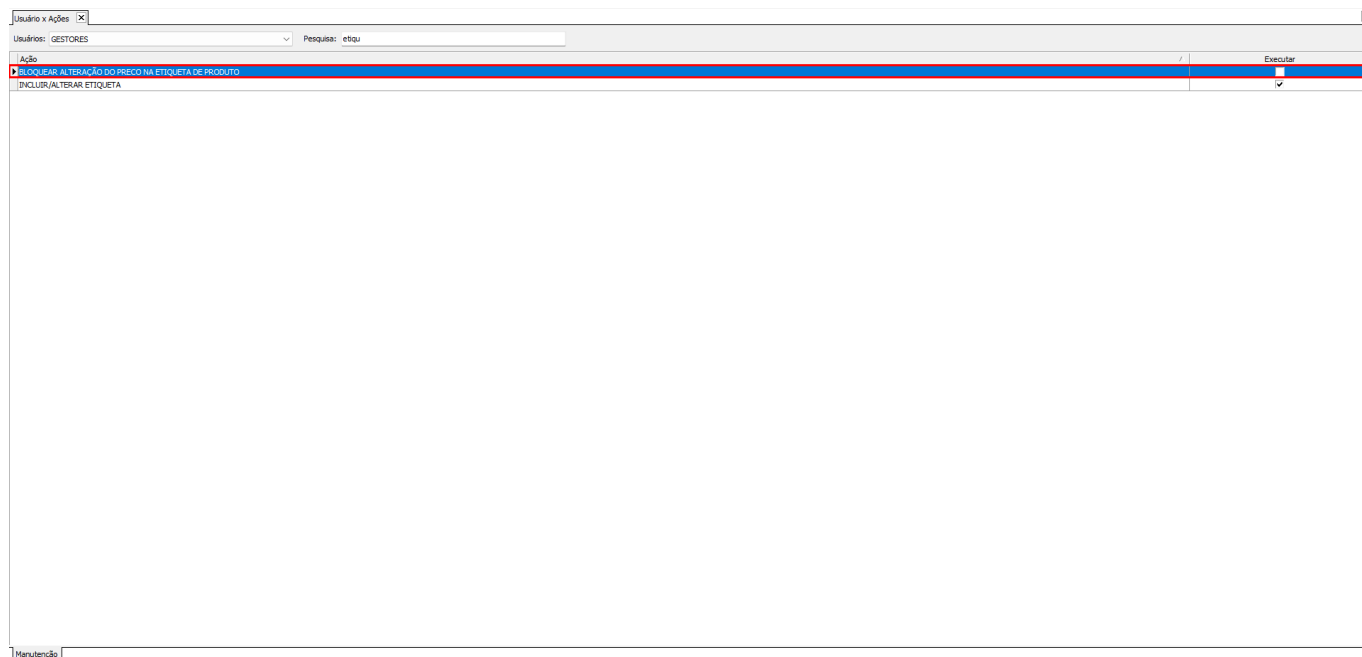 Usuário x Ações
Usuários: GESTORES Pesquisa: etiqu
Ação Executar
BLOQUEAR ALTERAÇÃO DO PRECO NA ETIQUETA DE PRODUTO
INCLUIR/ALTERAR ETIQUETA
Manutenção